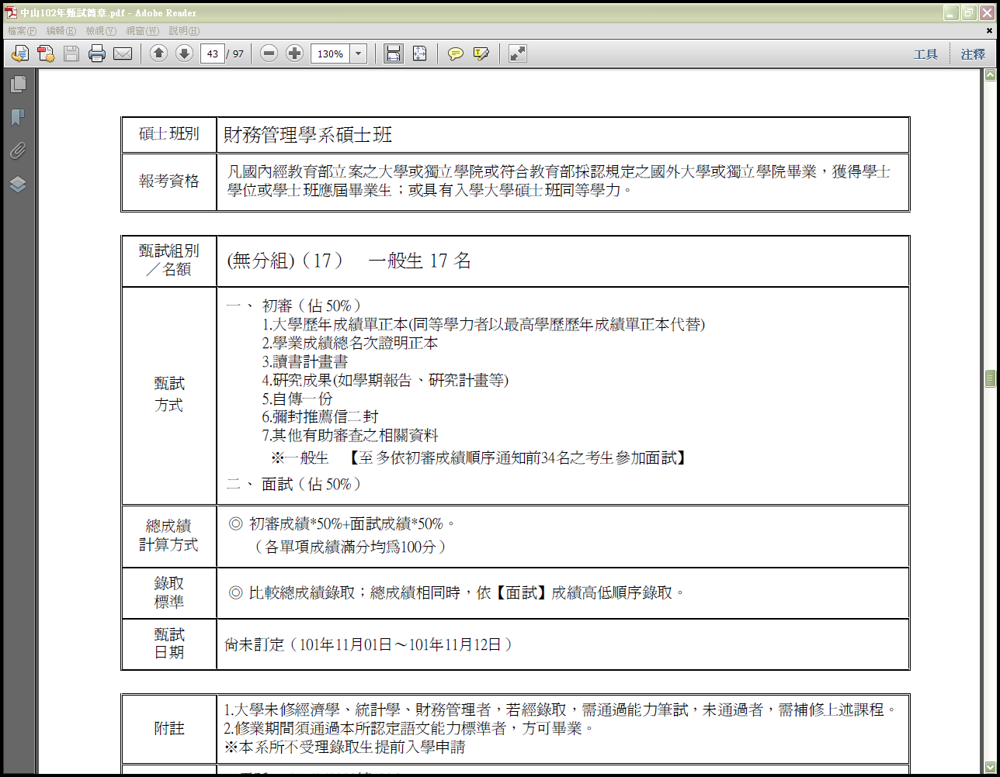 中山102年甄試簡章.pdf - Adobe Reader
檔案(F) 編輯(E) 檢視(V) 視窗(W) 說明(H)
43 / 97 130% 工具 注釋
碩士班別 財務管理學系碩士班
報考資格
凡國內經教育部立案之大學或獨立學院或符合教育部採認規定之國外大學或獨立學院畢業，獲得學士
學位或學士班應屆畢業生；或具有入學大學碩士班同等學力。
甄試組別
／名額
(無分組)（17） 一般生 17 名
甄試
方式
一、 初審（佔 50%）
1.大學歷年成績單正本(同等學力者以最高學歷歷年成績單正本代替)
2.學業成績總名次證明正本
3.讀書計畫書
4.研究成果(如學期報告、研究計畫等)
5.自傳一份
6.彌封推薦信二封
7.其他有助審查之相關資料
※一般生 【至多依初審成績順序通知前34名之考生參加面試】
二、 面試（佔 50%）
總成績
計算方式
◎ 初審成績*50%+面試成績*50%。
（各單項成績滿分均為100分）
錄取
標準
◎ 比較總成績錄取；總成績相同時，依【面試】成績高低順序錄取。
甄試
日期
尚未訂定（101年11月01日～101年11月12日）
附註
1.大學未修經濟學、統計學、財務管理者，若經錄取，需通過能力筆試，未通過者，需補修上述課程。
2.修業期間須通過本所認定語文能力標準者，方可畢業。
※本系所不受理錄取生提前入學申請